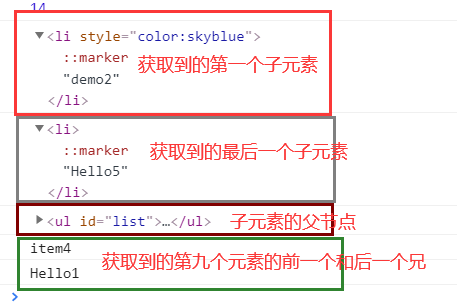 14
▼<li style="color:skyblue">
::marker
获取到的第一个子元素
"demo2"
</li>
▼<li>
::marker
获取到的最后一个子元素
"Hello5"
</li>
▶<ul id="list">…</ul> 子元素的父节点
item4
获取到的第九个元素的前一个和后一个兄
Hello1
>